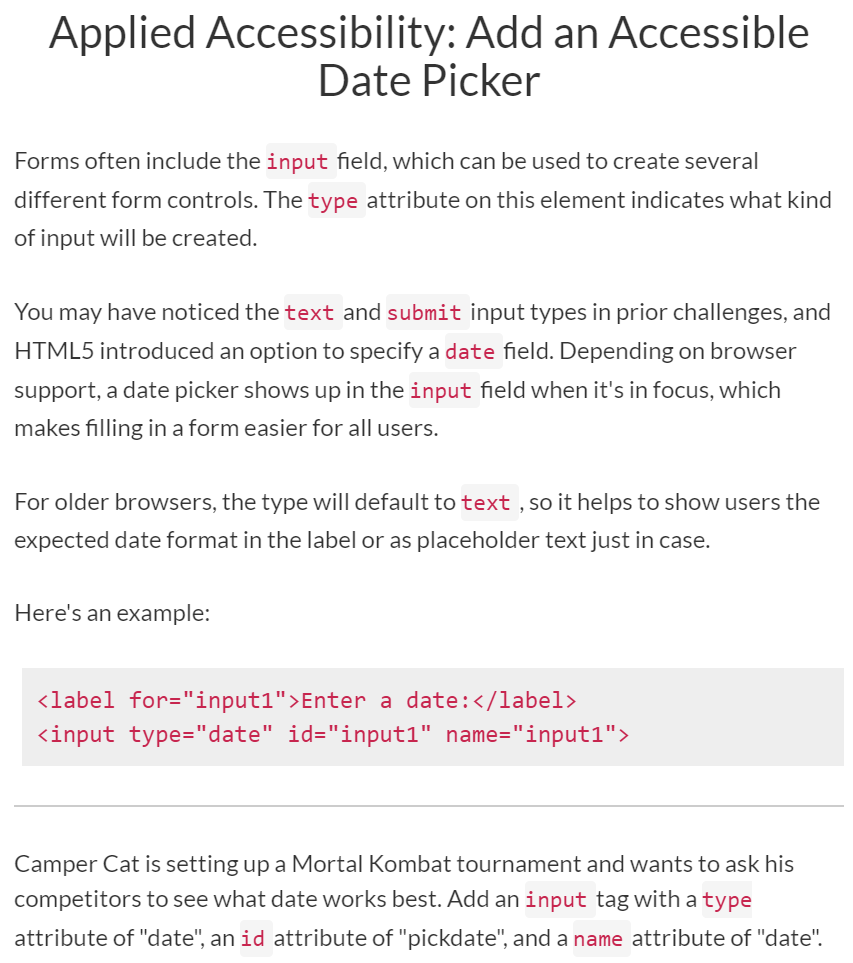 Applied Accessibility: Add an Accessible
Date Picker
Forms often include the input field, which can be used to create several
different form controls. The type attribute on this element indicates what kind
of input will be created.
You may have noticed the text and submit input types in prior challenges, and
HTML5 introduced an option to specify a date field. Depending on browser
support, a date picker shows up in the input field when it's in focus, which
makes filling in a form easier for all users.
For older browsers, the type will default to text , so it helps to show users the
expected date format in the label or as placeholder text just in case.
Here's an example:
<label for="input1">Enter a date:</label>
<input type="date" id="input1" name="input1">
Camper Cat is setting up a Mortal Kombat tournament and wants to ask his
competitors to see what date works best. Add an input tag with a type
attribute of "date", an id attribute of "pickdate", and a name attribute of "date".